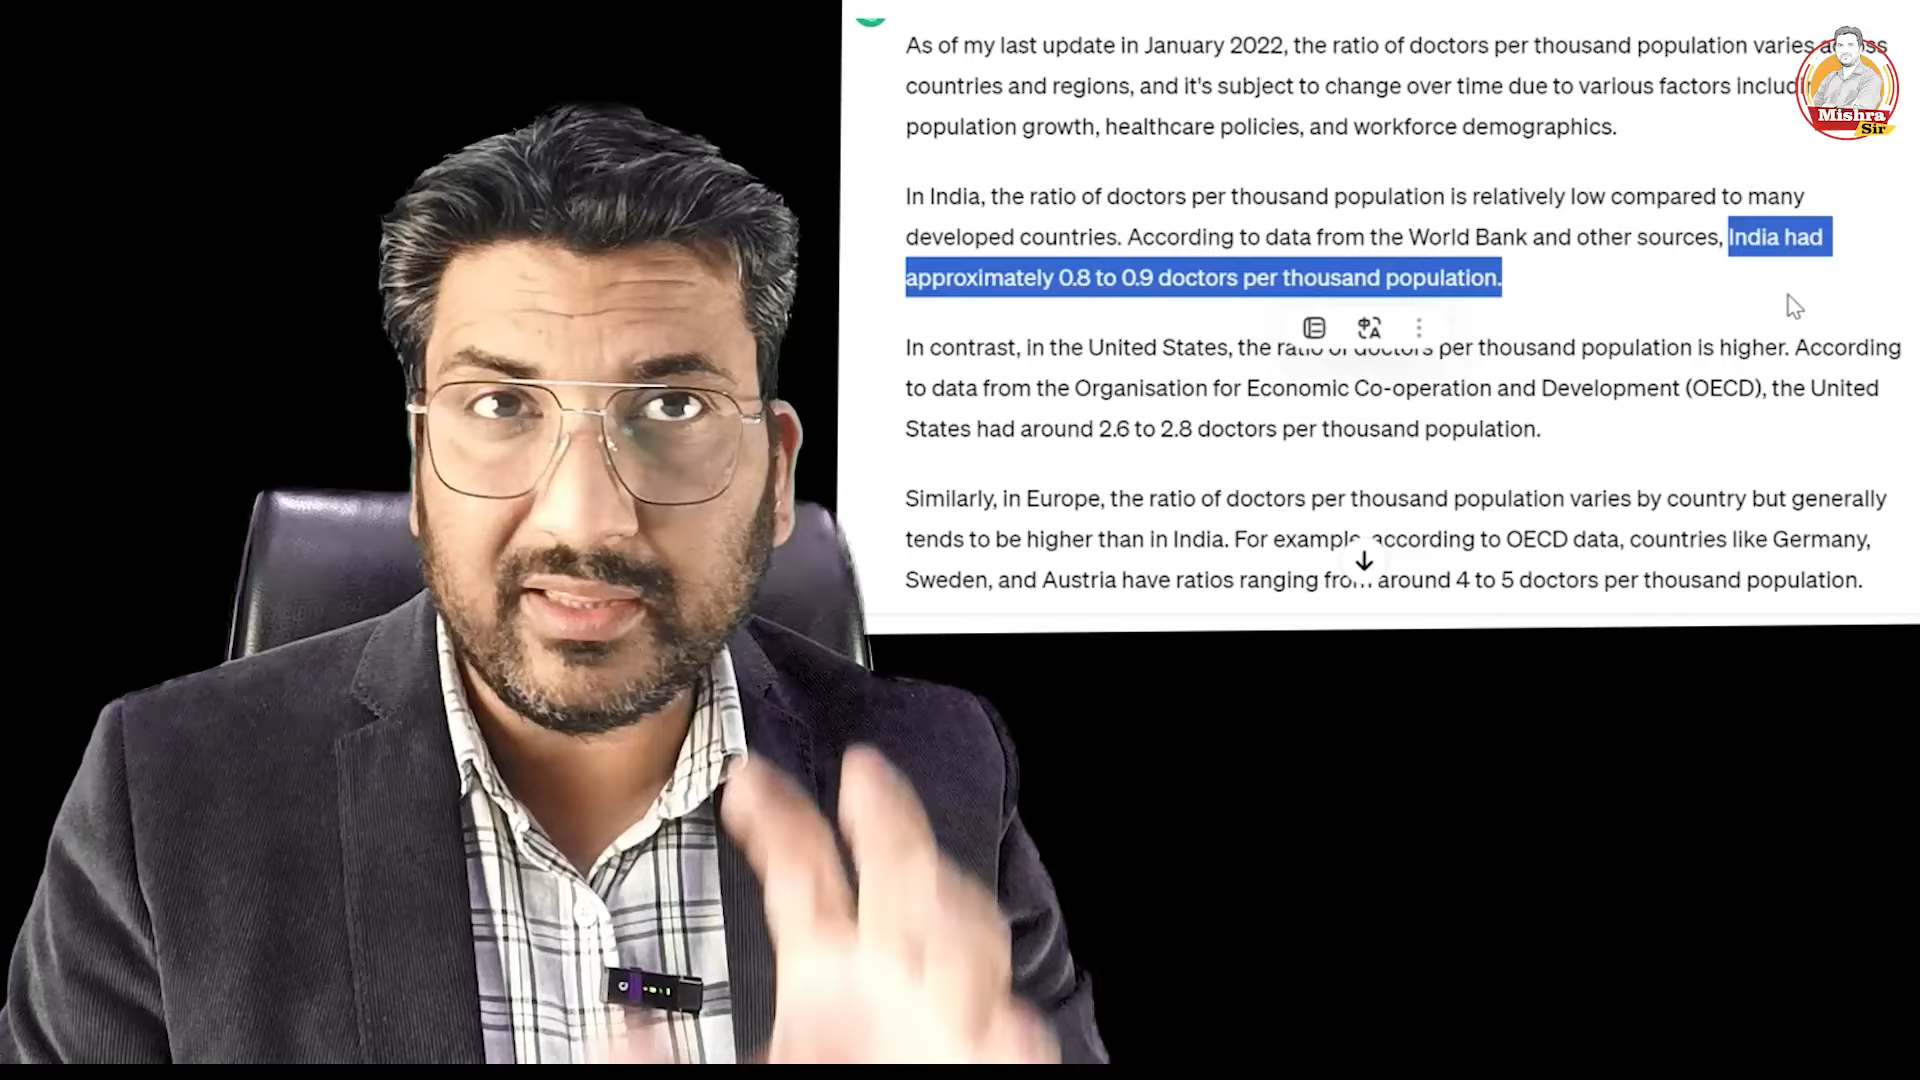 As of my last update in January 2022, the ratio of doctors per thousand population varies across
countries and regions, and it's subject to change over time due to various factors
population growth, healthcare policies, and workforce demographics.
In India, the ratio of doctors per thousand population is relatively low compared to many
developed countries. According to data from the World Bank and other sources, India had
approximately 0.8 to 0.9 doctors per thousand population.
In contrast, in the United States, the ratio of doctors per thousand population is higher. According
to data from the Organisation for Economic Co-operation and Development (OECD), the United
States had around 2.6 to 2.8 doctors per thousand population.
Similarly, in Europe, the ratio of doctors per thousand population varies by country but generally
tends to be higher than in India. For example, according to OECD data, countries like Germany,
Sweden, and Austria have ratios ranging from around 4 to 5 doctors per thousand population.
Mishra
Sir